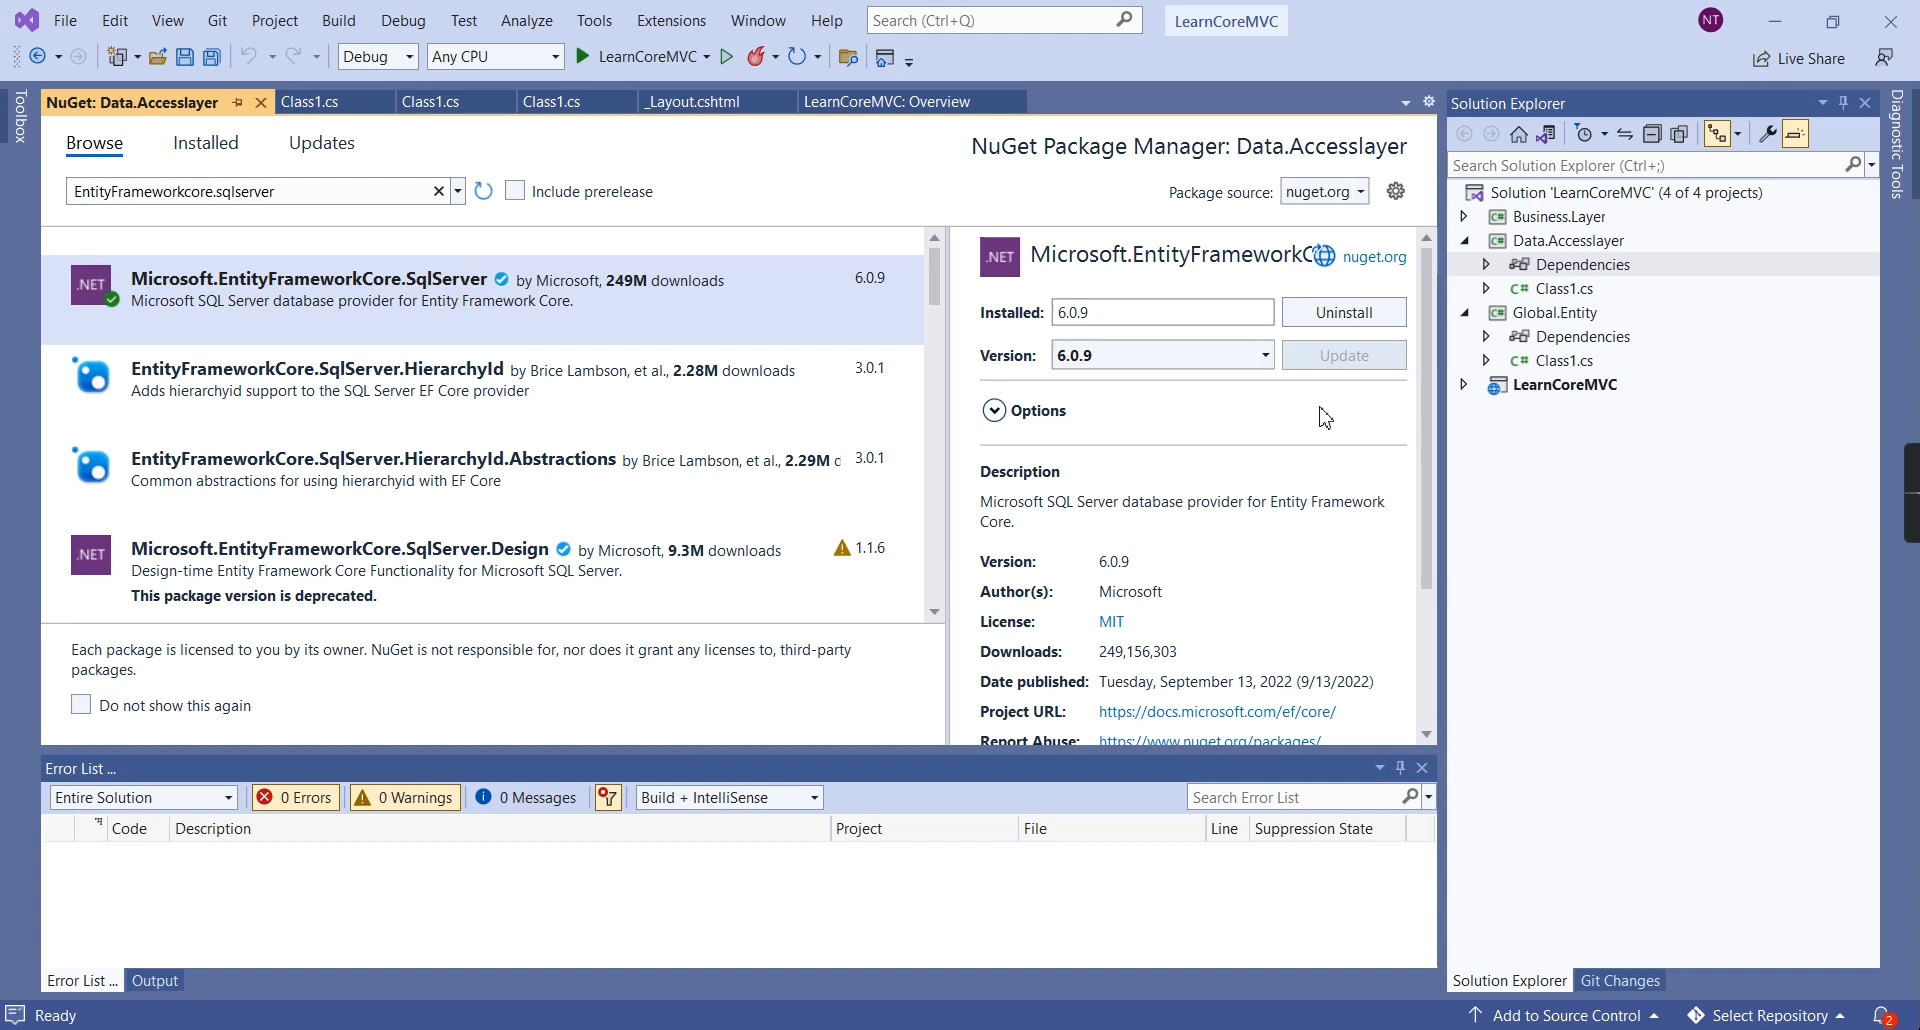 File Edit View Git Project Build Debug Test Analyze Tools Extensions Window Help Search (Ctrl+Q) LearnCoreMVC NT
Debug Any CPU LearnCoreMVC Live Share
Toolbox
NuGet: Data.Accesslayer Class1.cs Class1.cs Class1.cs _Layout.cshtml LearnCoreMVC: Overview
Browse Installed Updates
NuGet Package Manager: Data.Accesslayer
EntityFrameworkcore.sqlserver Include prerelease
Package source: nuget.org
.NET
Microsoft.EntityFrameworkCore.SqlServer by Microsoft, 249M downloads 6.0.9
Microsoft SQL Server database provider for Entity Framework Core.
EntityFrameworkCore.SqlServer.HierarchyId by Brice Lambson, et al., 2.28M downloads 3.0.1
Adds hierarchyid support to the SQL Server EF Core provider
EntityFrameworkCore.SqlServer.HierarchyId.Abstractions by Brice Lambson, et al., 2.29M d 3.0.1
Common abstractions for using hierarchyid with EF Core
.NET
Microsoft.EntityFrameworkCore.SqlServer.Design by Microsoft, 9.3M downloads 1.1.6
Design-time Entity Framework Core Functionality for Microsoft SQL Server.
This package version is deprecated.
Each package is licensed to you by its owner. NuGet is not responsible for, nor does it grant any licenses to, third-party
packages.
Do not show this again
.NET
Microsoft.EntityFrameworkC nuget.org
Installed: 6.0.9 Uninstall
Version: 6.0.9 Update
Options
Description
Microsoft SQL Server database provider for Entity Framework
Core.
Version: 6.0.9
Author(s): Microsoft
License: MIT
Downloads: 249,156,303
Date published: Tuesday, September 13, 2022 (9/13/2022)
Project URL: https://docs.microsoft.com/ef/core/
Report Abuse: https://www.nuget.org/packages/
Error List ...
Entire Solution 0 Errors 0 Warnings 0 Messages Build + IntelliSense Search Error List
Code Description Project File Line Suppression State
Error List ... Output
Solution Explorer
Search Solution Explorer (Ctrl+;)
Solution 'LearnCoreMVC' (4 of 4 projects)
C# Business.Layer
C# Data.Accesslayer
Dependencies
C# Class1.cs
C# Global.Entity
Dependencies
C# Class1.cs
LearnCoreMVC
Solution Explorer Git Changes
Diagnostic Tools
Ready Add to Source Control Select Repository 2